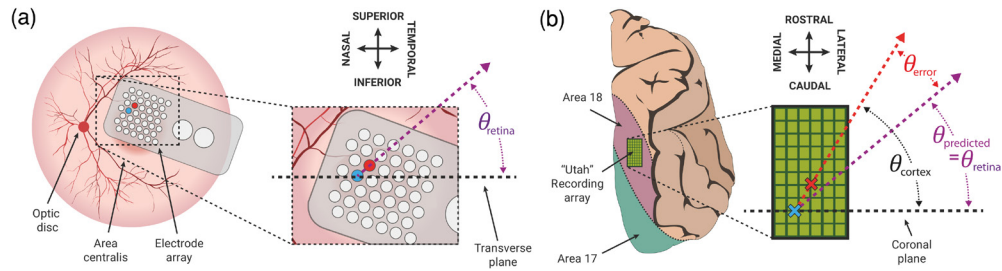 (a)
SUPERIOR
NASAL
TEMPORAL
INFERIOR
θretina
Optic
disc
Area
centralis
Electrode
array
Transverse
plane
(b)
ROSTRAL
MEDIAL
LATERAL
CAUDAL
Area 18
"Utah"
Recording
array
Area 17
θerror
θpredicted
=θretina
θcortex
Coronal
plane